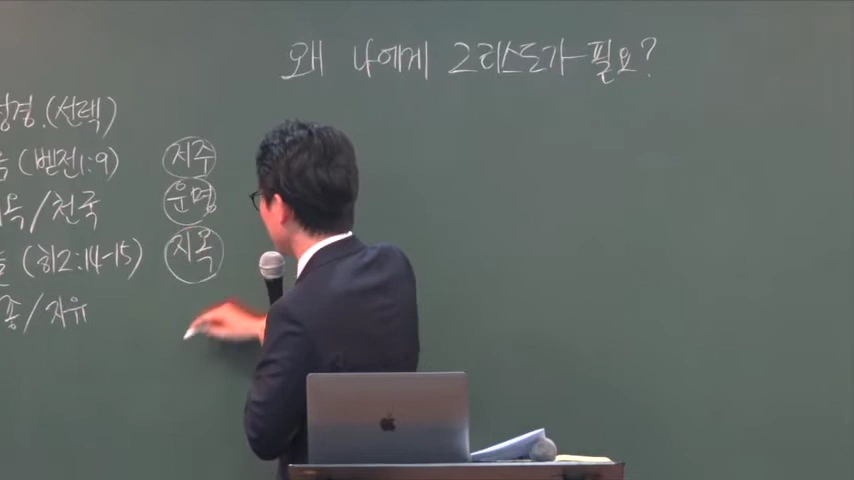 왜 나에게 그리스도가 필요?
성경.(선택)
(벧전1:9) 저주
/천국 운명
(히2:14-15) 지옥
종/자유